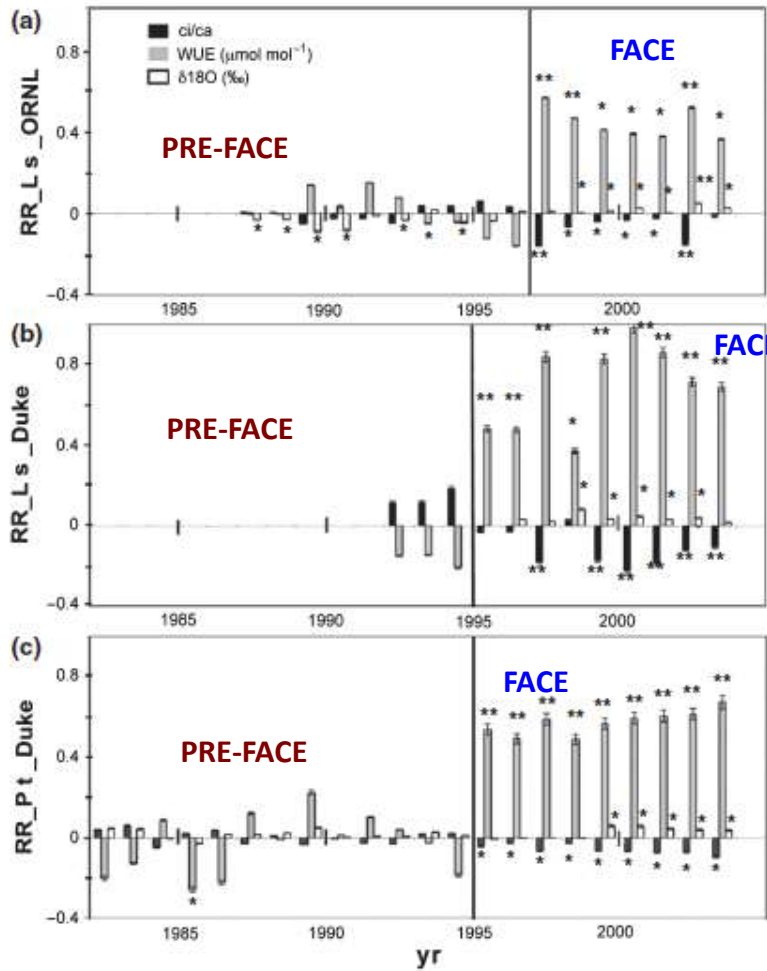 (a)
ci/ca
WUE (μmol mol⁻¹)
δ18O (‰)
FACE
PRE-FACE
RR_L s _ORNL
0.8
0.4
0
−0.4
** ** * * * ** *
* * * ** *
* * * * * * *
** * * * * **
1985 1990 1995 2000
(b)
FACE
PRE-FACE
RR_L s _Duke
0.8
0.4
0
−0.4
** ** ** * ** ** ** ** **
* * * * *
** ** ** ** ** **
1985 1990 1995 2000
(c)
FACE
PRE-FACE
RR_P t _Duke
0.8
0.4
0
−0.4
** ** ** ** ** ** ** ** **
* * * * *
* * * * * * * * * *
1985 1990 1995 2000
yr